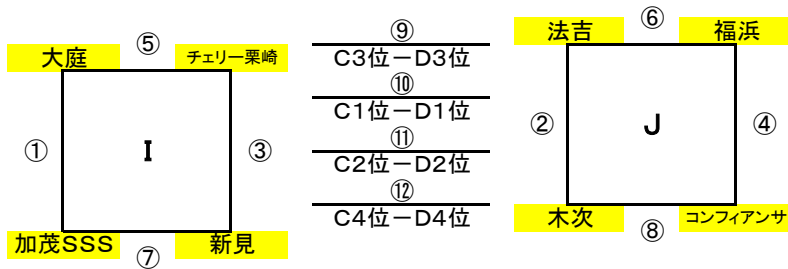 大庭 ⑤ チェリー栗崎
① I ③
加茂SSS ⑦ 新見
⑨
C3位－D3位
⑩
C1位－D1位
⑪
C2位－D2位
⑫
C4位－D4位
法吉 ⑥ 福浜
② J ④
木次 ⑧ コンフィアンサ